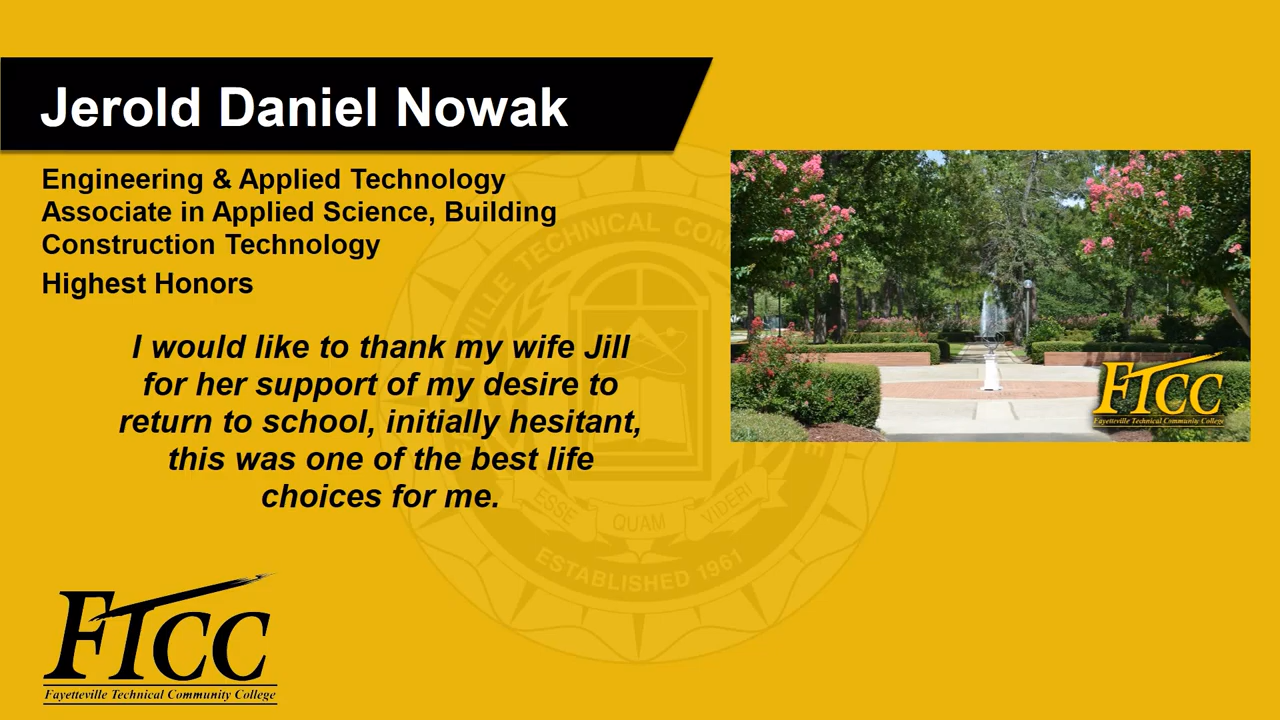 Jerold Daniel Nowak
Engineering & Applied Technology
Associate in Applied Science, Building
Construction Technology
Highest Honors
I would like to thank my wife Jill
for her support of my desire to
return to school, initially hesitant,
this was one of the best life
choices for me.
FTCC
Fayetteville Technical Community College
ESSE QUAM VIDERI
ESTABLISHED 1961
FTCC
Fayetteville Technical Community College